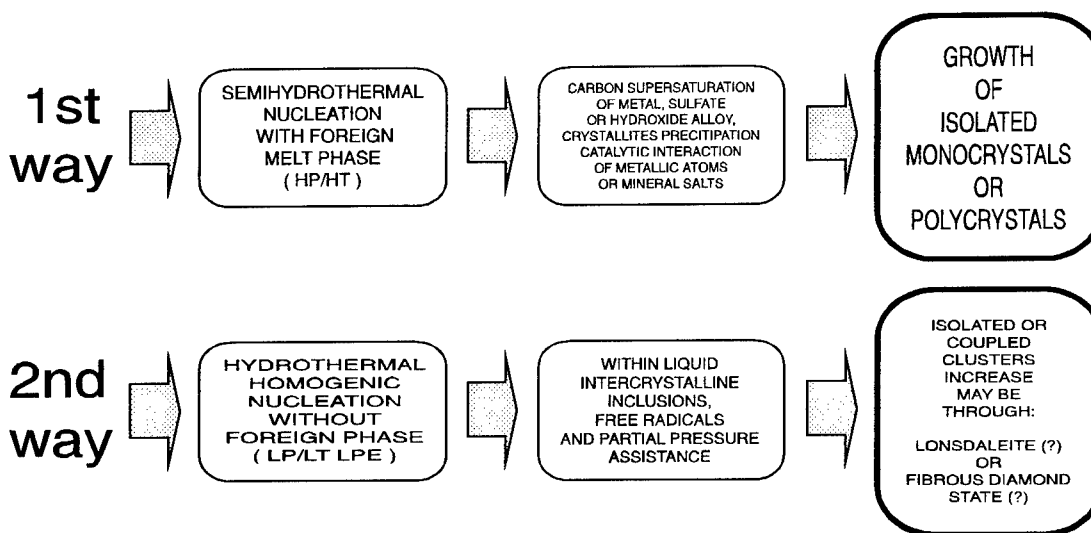 1st
way
SEMIHYDROTHERMAL
NUCLEATION
WITH FOREIGN
MELT PHASE
( HP/HT )
CARBON SUPERSATURATION
OF METAL, SULFATE
OR HYDROXIDE ALLOY,
CRYSTALLITES PRECITIPATION
CATALYTIC INTERACTION
OF METALLIC ATOMS
OR MINERAL SALTS
GROWTH
OF
ISOLATED
MONOCRYSTALS
OR
POLYCRYSTALS
2nd
way
HYDROTHERMAL
HOMOGENIC
NUCLEATION
WITHOUT
FOREIGN PHASE
( LP/LT LPE )
WITHIN LIQUID
INTERCRYSTALLINE
INCLUSIONS,
FREE RADICALS
AND PARTIAL PRESSURE
ASSISTANCE
ISOLATED OR
COUPLED
CLUSTERS
INCREASE
MAY BE
THROUGH:
LONSDALEITE (?)
OR
FIBROUS DIAMOND
STATE (?)